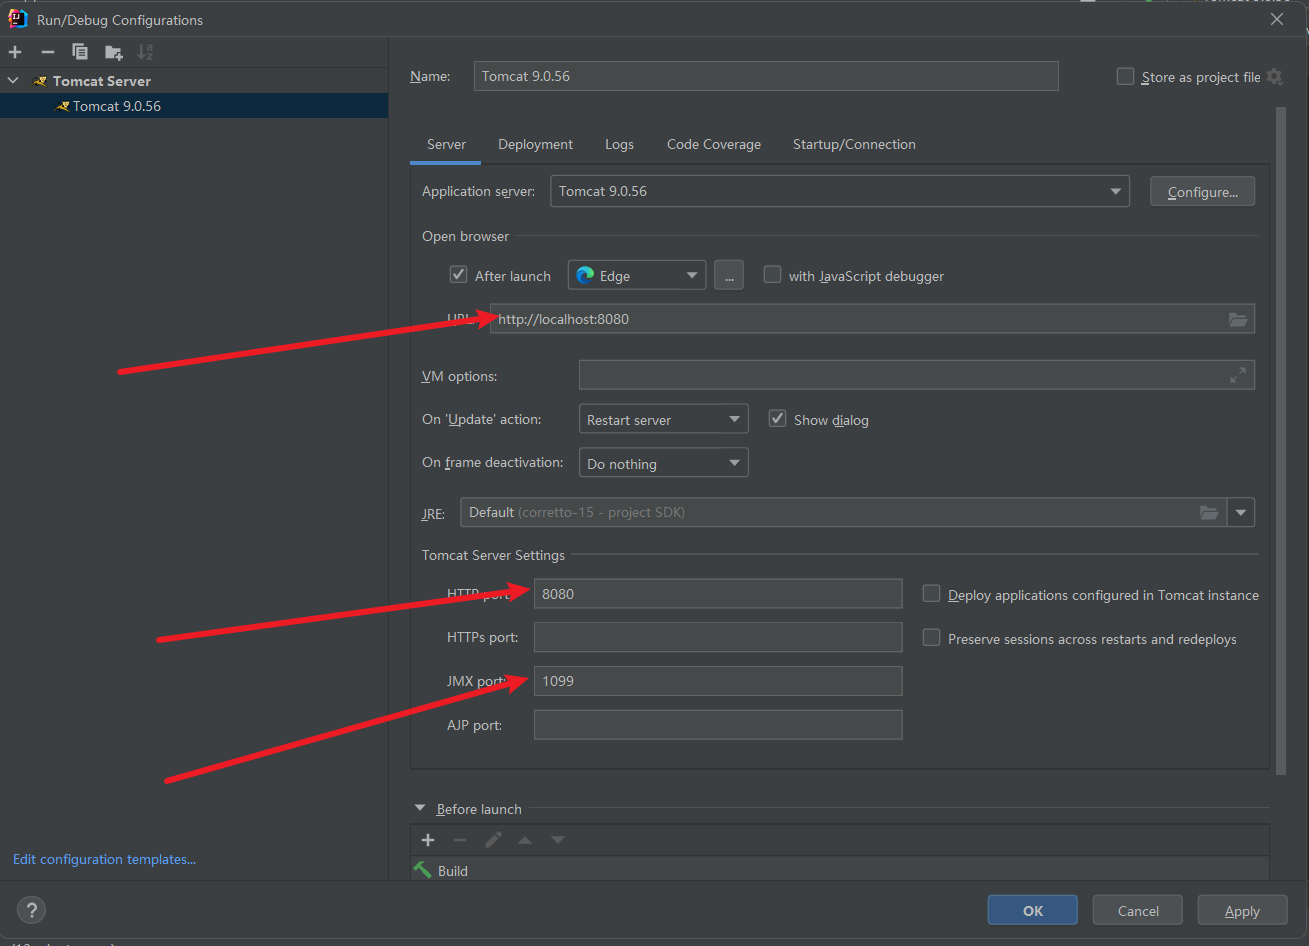 Run/Debug Configurations
Tomcat Server
Tomcat 9.0.56
Name: Tomcat 9.0.56 Store as project file
Server Deployment Logs Code Coverage Startup/Connection
Application server: Tomcat 9.0.56 Configure...
Open browser
After launch Edge ... with JavaScript debugger
URL: http://localhost:8080
VM options:
On 'Update' action: Restart server Show dialog
On frame deactivation: Do nothing
JRE: Default (corretto-15 - project SDK)
Tomcat Server Settings
HTTP port: 8080 Deploy applications configured in Tomcat instance
HTTPs port: Preserve sessions across restarts and redeploys
JMX port: 1099
AJP port:
Before launch
Build
Edit configuration templates...
? OK Cancel Apply